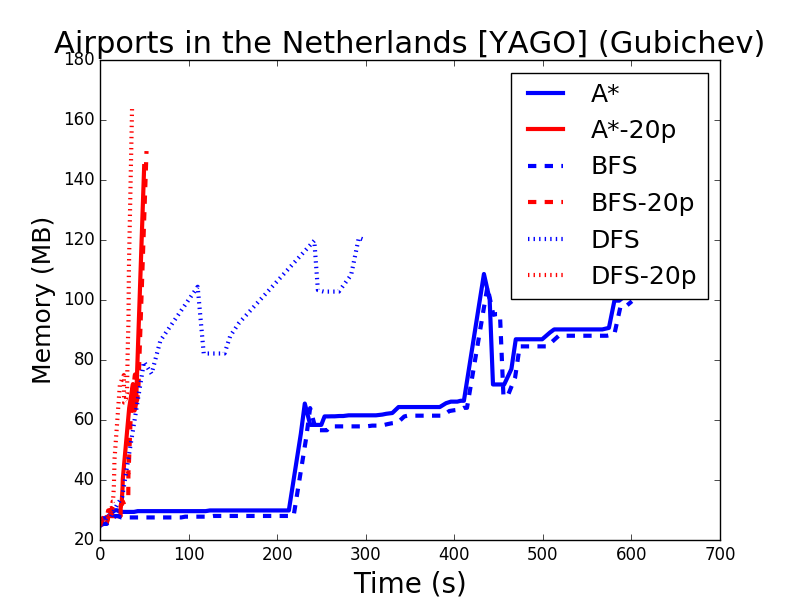 Airports in the Netherlands [YAGO] (Gubichev)
180
160
140
120
100
80
60
40
20
Memory (MB)
A*
A*-20p
BFS
BFS-20p
DFS
DFS-20p
0 100 200 300 400 500 600 700
Time (s)